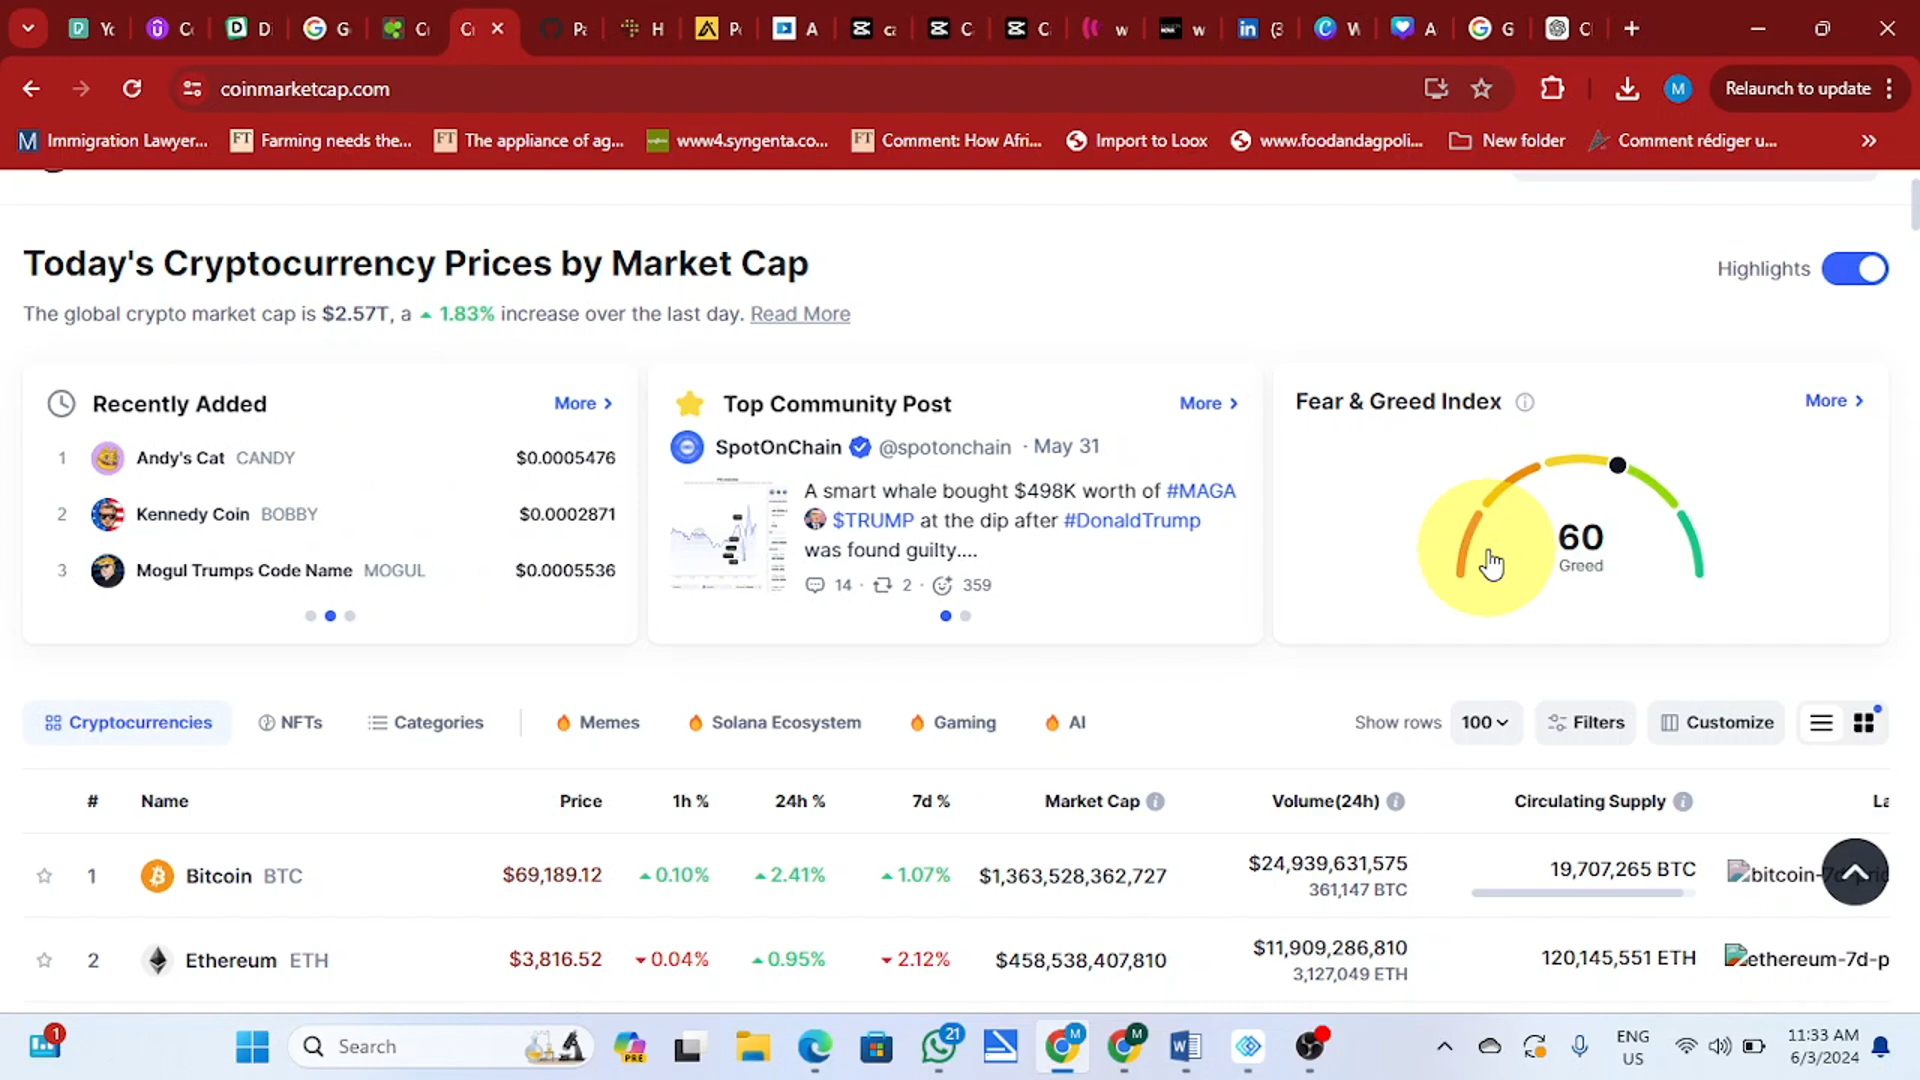 Yo
D
G
H
A
C
w
w
(3
W
A
G
coinmarketcap.com
M
Relaunch to update
Immigration Lawyer...
FT Farming needs the...
FT The appliance of ag...
www4.syngenta.co...
FT Comment: How Afri...
Import to Loox
www.foodandagpoli...
New folder
Comment rédiger u...
Today's Cryptocurrency Prices by Market Cap
Highlights
The global crypto market cap is $2.57T, a 1.83% increase over the last day. Read More
Recently Added
More
1 Andy's Cat CANDY $0.0005476
2 Kennedy Coin BOBBY $0.0002871
3 Mogul Trumps Code Name MOGUL $0.0005536
Top Community Post
More
SpotOnChain @spotonchain · May 31
A smart whale bought $498K worth of #MAGA
$TRUMP at the dip after #DonaldTrump
was found guilty....
14 · 2 · 359
Fear & Greed Index
More
60
Greed
Cryptocurrencies NFTs Categories Memes Solana Ecosystem Gaming AI
Show rows 100 Filters Customize
# Name Price 1h % 24h % 7d % Market Cap Volume(24h) Circulating Supply La
1 Bitcoin BTC $69,189.12 0.10% 2.41% 1.07% $1,363,528,362,727 $24,939,631,575 19,707,265 BTC
361,147 BTC
2 Ethereum ETH $3,816.52 0.04% 0.95% 2.12% $458,538,407,810 $11,909,286,810 120,145,551 ETH ethereum-7d-p
3,127,049 ETH
1
Search
PRE
21
M
M
ENG
US
11:33 AM
6/3/2024